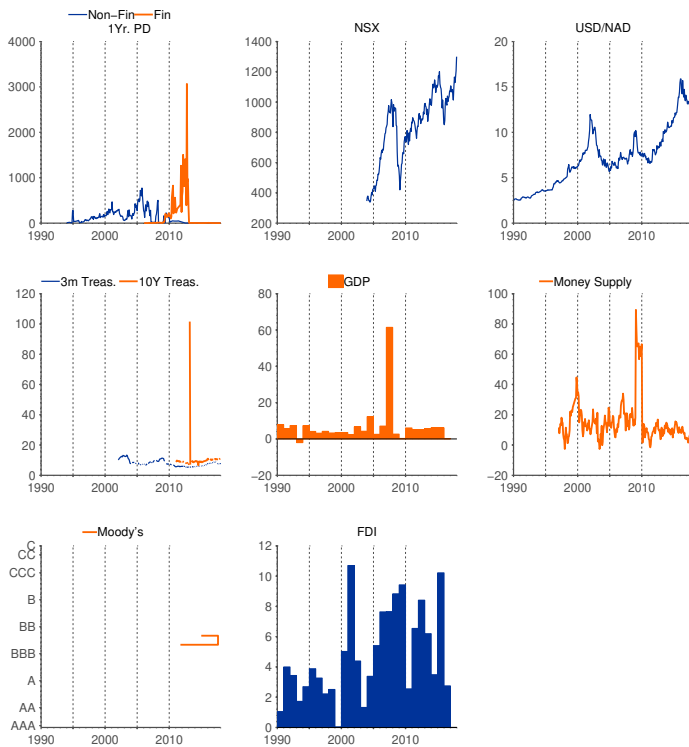 Non-Fin Fin
1Yr. PD
4000
3000
2000
1000
0
1990 2000 2010
NSX
1400
1200
1000
800
600
400
200
1990 2000 2010
USD/NAD
20
15
10
5
0
1990 2000 2010
3m Treas. 10Y Treas.
120
100
80
60
40
20
0
1990 2000 2010
GDP
80
60
40
20
0
−20
1990 2000 2010
Money Supply
120
100
80
60
40
20
0
−20
1990 2000 2010
Moody's
C
CC
CCC
B
BB
BBB
A
AA
AAA
1990 2000 2010
FDI
12
10
8
6
4
2
0
1990 2000 2010